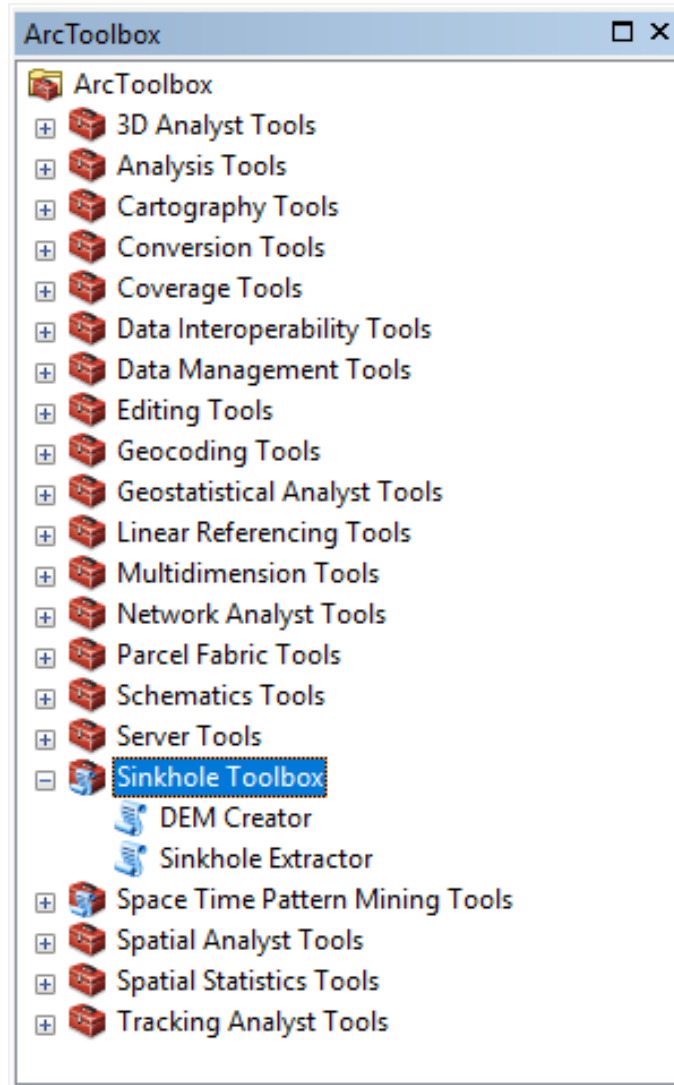 ArcToolbox
ArcToolbox
3D Analyst Tools
Analysis Tools
Cartography Tools
Conversion Tools
Coverage Tools
Data Interoperability Tools
Data Management Tools
Editing Tools
Geocoding Tools
Geostatistical Analyst Tools
Linear Referencing Tools
Multidimension Tools
Network Analyst Tools
Parcel Fabric Tools
Schematics Tools
Server Tools
Sinkhole Toolbox
DEM Creator
Sinkhole Extractor
Space Time Pattern Mining Tools
Spatial Analyst Tools
Spatial Statistics Tools
Tracking Analyst Tools